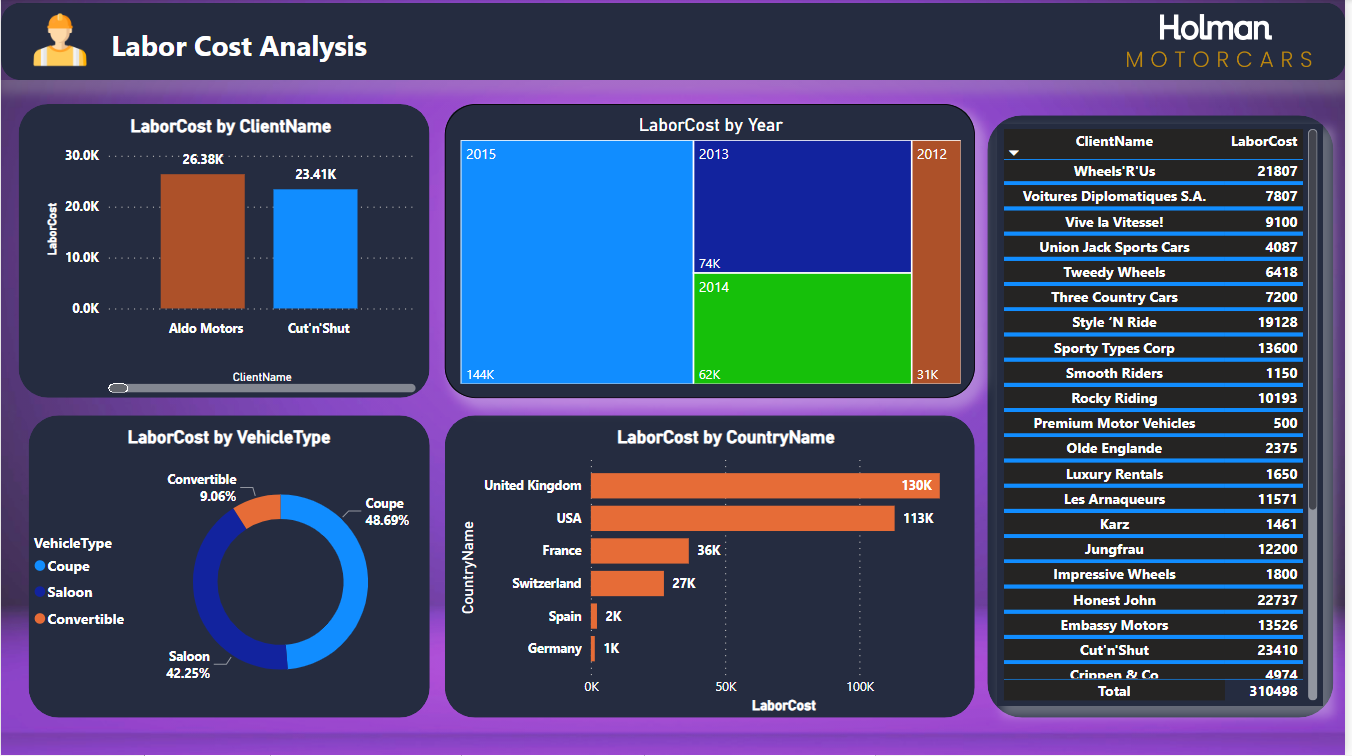 Labor Cost Analysis
Holman
MOTORCARS
LaborCost by ClientName
30.0K
20.0K
10.0K
0.0K
LaborCost
26.38K
23.41K
Aldo Motors
Cut'n'Shut
ClientName
LaborCost by Year
2015
144K
2013
74K
2014
62K
2012
31K
LaborCost by VehicleType
Convertible
9.06%
Coupe
48.69%
VehicleType
Coupe
Saloon
Convertible
Saloon
42.25%
LaborCost by CountryName
CountryName
United Kingdom 130K
USA 113K
France 36K
Switzerland 27K
Spain 2K
Germany 1K
0K 50K 100K
LaborCost
ClientName LaborCost
Wheels'R'Us 21807
Voitures Diplomatiques S.A. 7807
Vive la Vitesse! 9100
Union Jack Sports Cars 4087
Tweedy Wheels 6418
Three Country Cars 7200
Style ‘N Ride 19128
Sporty Types Corp 13600
Smooth Riders 1150
Rocky Riding 10193
Premium Motor Vehicles 500
Olde Englande 2375
Luxury Rentals 1650
Les Arnaqueurs 11571
Karz 1461
Jungfrau 12200
Impressive Wheels 1800
Honest John 22737
Embassy Motors 13526
Cut'n'Shut 23410
Crippen & Co 4974
Total 310498